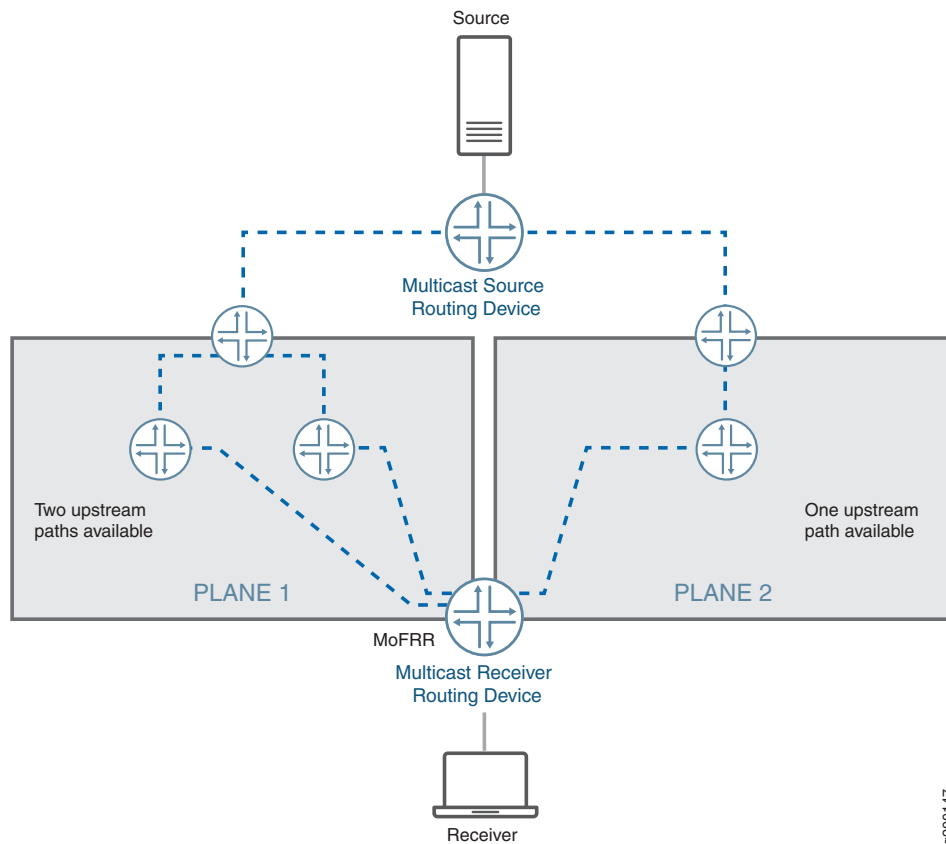 Source
Multicast Source
Routing Device
Two upstream
paths available
One upstream
path available
PLANE 1
PLANE 2
MoFRR
Multicast Receiver
Routing Device
Receiver